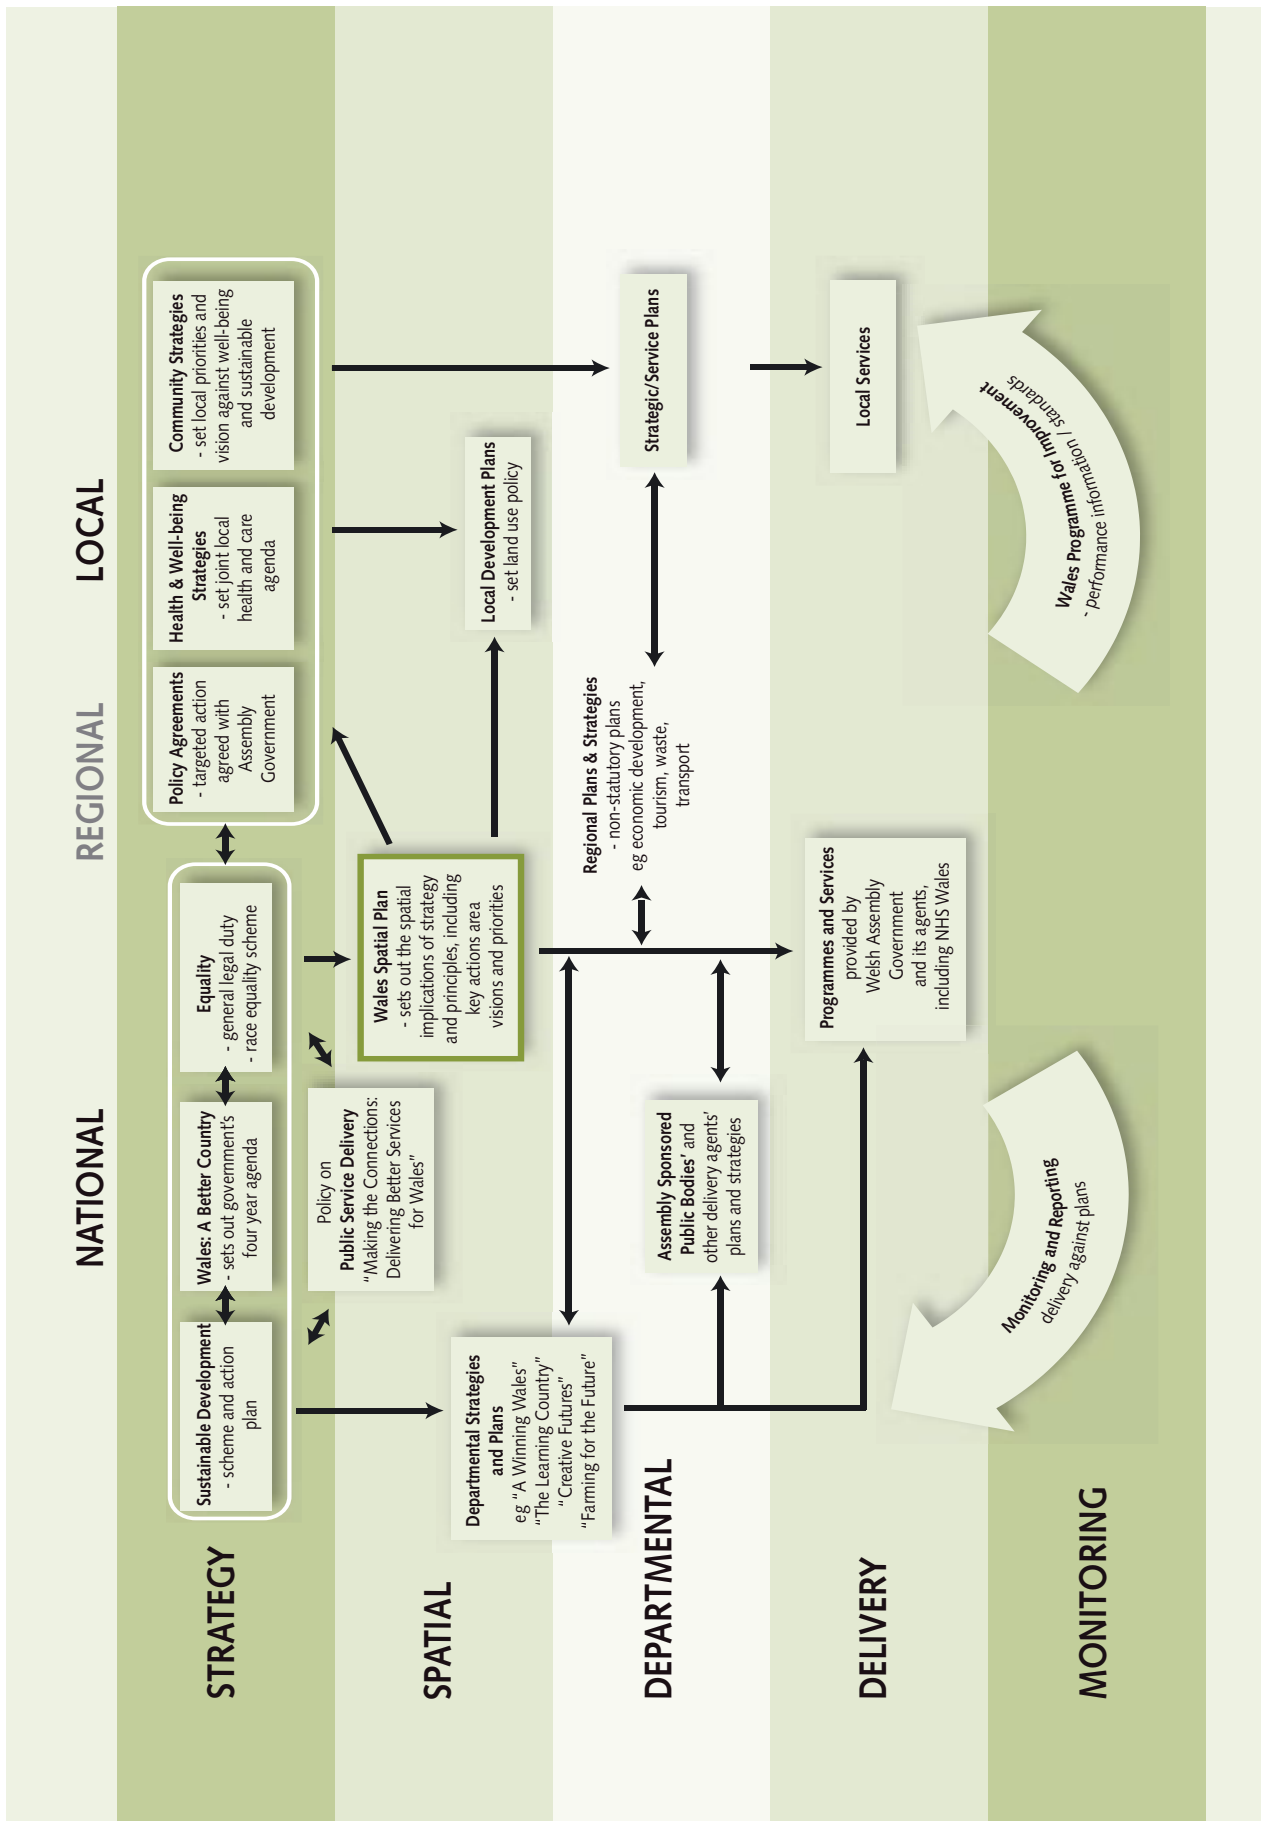 NATIONAL
REGIONAL
LOCAL
STRATEGY
Sustainable Development
- scheme and action
plan
Wales: A Better Country
- sets out government’s
four year agenda
Equality
- general legal duty
- race equality scheme
Policy Agreements
- targeted action
agreed with
Assembly
Government
Health & Well-being
Strategies
- set joint local
health and care
agenda
Community Strategies
- set local priorities and
vision against well-being
and sustainable
development
Policy on
Public Service Delivery
“Making the Connections:
Delivering Better Services
for Wales”
SPATIAL
Wales Spatial Plan
- sets out the spatial
implications of strategy
and principles, including
key actions area
visions and priorities
Local Development Plans
- set land use policy
Departmental Strategies
and Plans
eg “A Winning Wales”
“The Learning Country”
“Creative Futures”
“Farming for the Future”
DEPARTMENTAL
Assembly Sponsored
Public Bodies’ and
other delivery agents’
plans and strategies
Regional Plans & Strategies
- non-statutory plans
eg economic development,
tourism, waste,
transport
Strategic/Service Plans
DELIVERY
Programmes and Services
provided by
Welsh Assembly
Government
and its agents,
including NHS Wales
Local Services
MONITORING
Monitoring and Reporting
delivery against plans
Wales Programme for Improvement
- performance information / standards